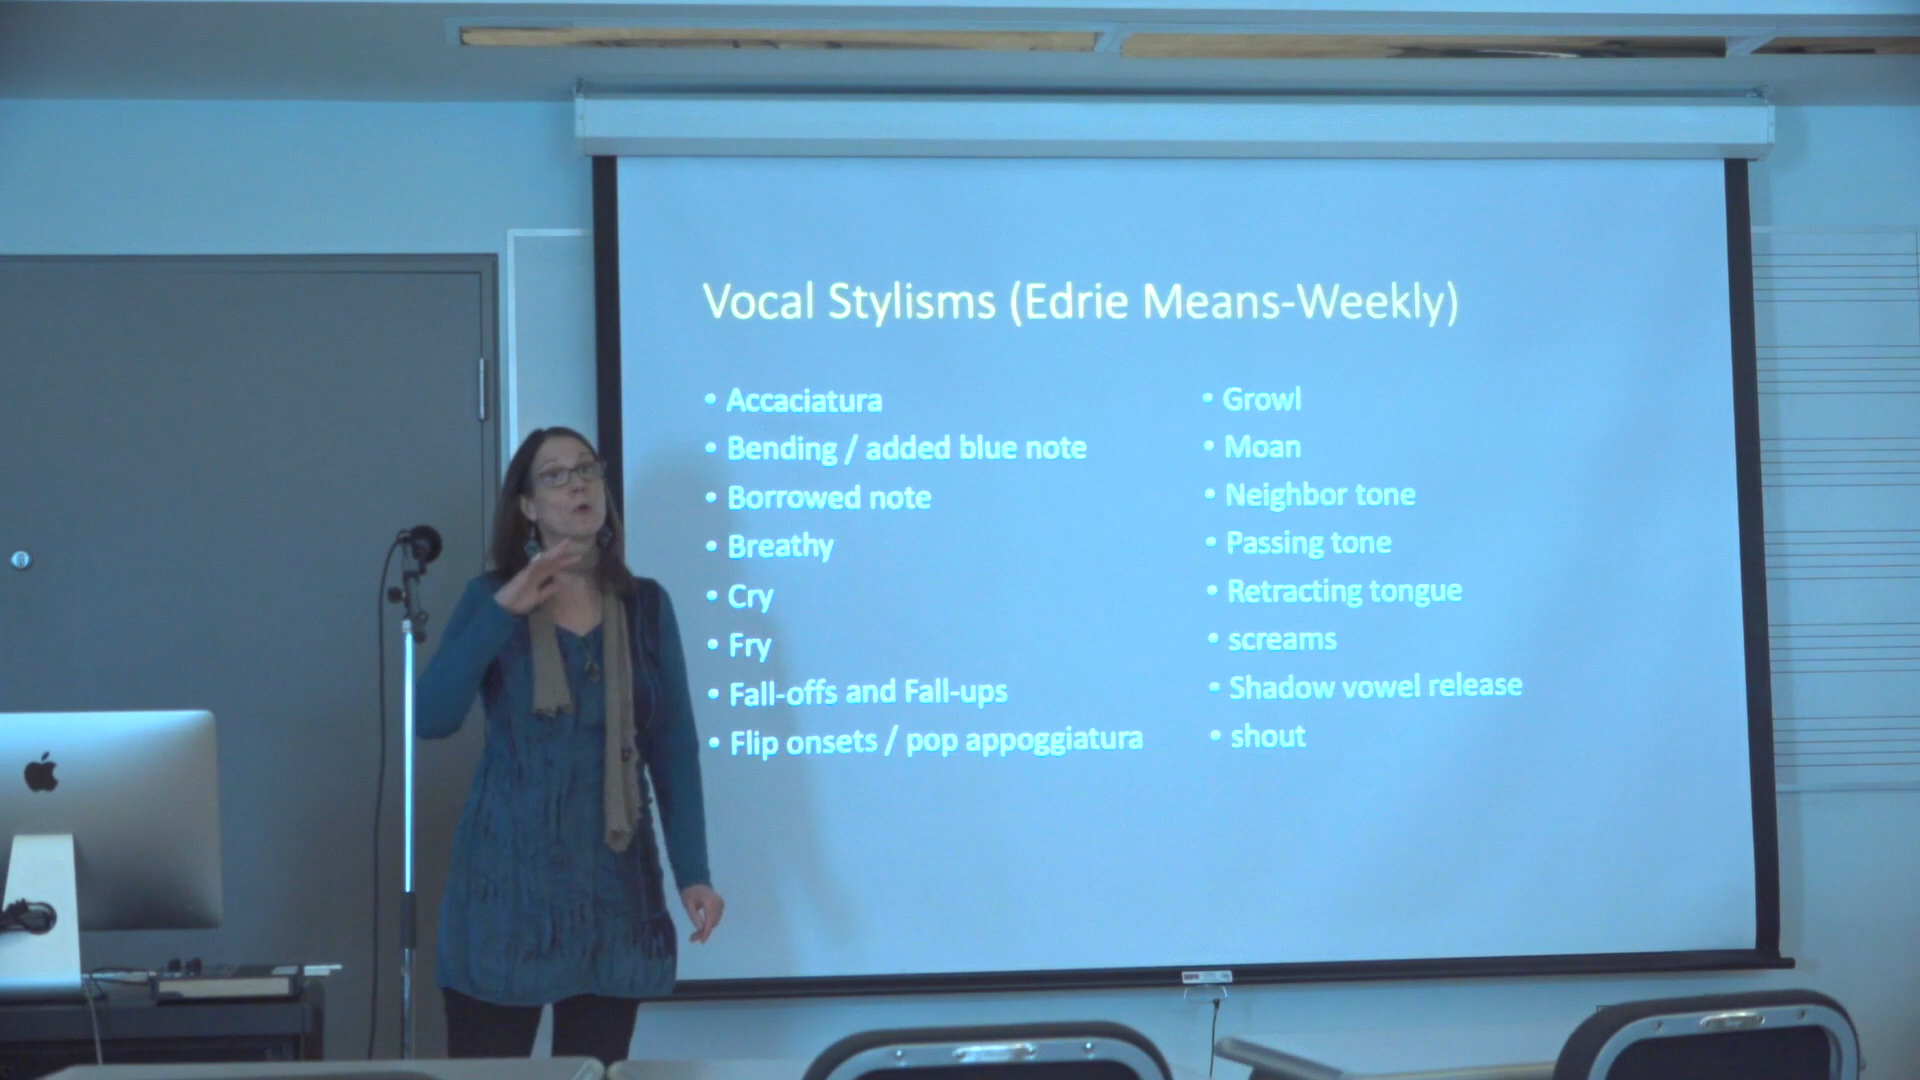 Vocal Stylisms (Edrie Means-Weekly)
• Accaciatura
• Bending / added blue note
• Borrowed note
• Breathy
• Cry
• Fry
• Fall-offs and Fall-ups
• Flip onsets / pop appoggiatura
• Growl
• Moan
• Neighbor tone
• Passing tone
• Retracting tongue
• screams
• Shadow vowel release
• shout